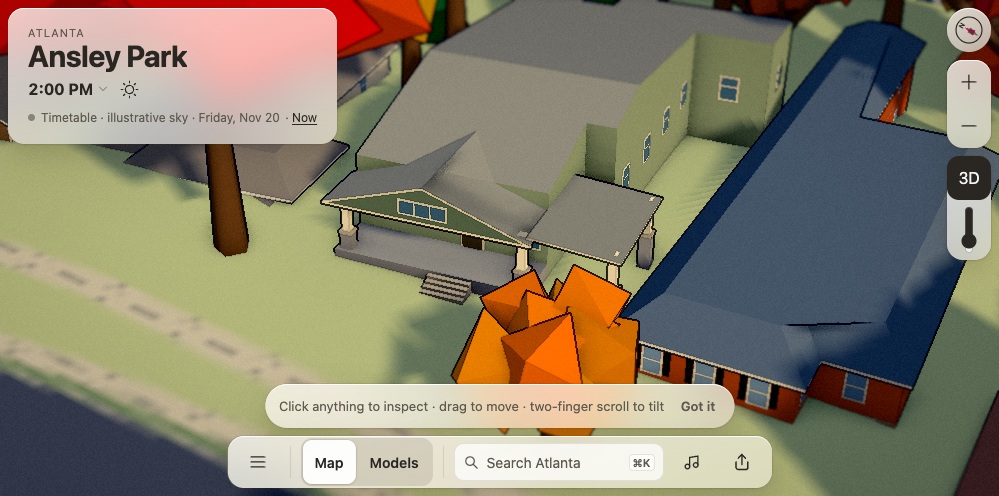 ATLANTA
Ansley Park
2:00 PM
Timetable · illustrative sky · Friday, Nov 20 · Now
N
3D
Click anything to inspect · drag to move · two-finger scroll to tilt Got it
Map Models Search Atlanta ⌘K